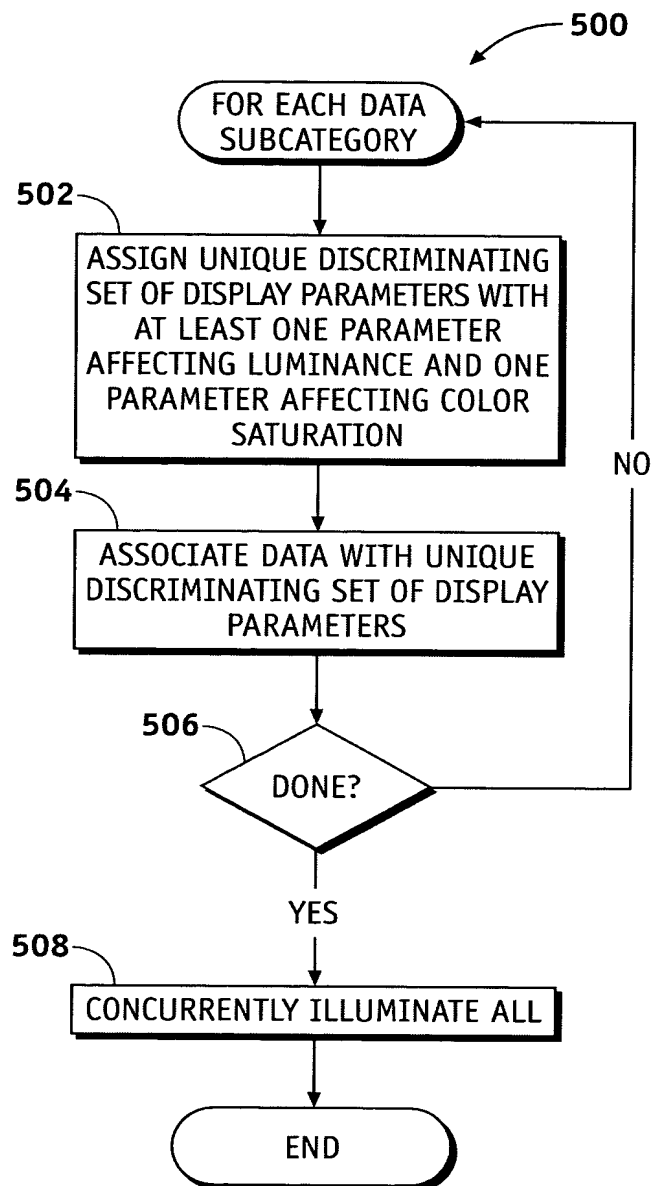 500
FOR EACH DATA
SUBCATEGORY
502
ASSIGN UNIQUE DISCRIMINATING
SET OF DISPLAY PARAMETERS WITH
AT LEAST ONE PARAMETER
AFFECTING LUMINANCE AND ONE
PARAMETER AFFECTING COLOR
SATURATION
NO
504
ASSOCIATE DATA WITH UNIQUE
DISCRIMINATING SET OF DISPLAY
PARAMETERS
506
DONE?
YES
508
CONCURRENTLY ILLUMINATE ALL
END